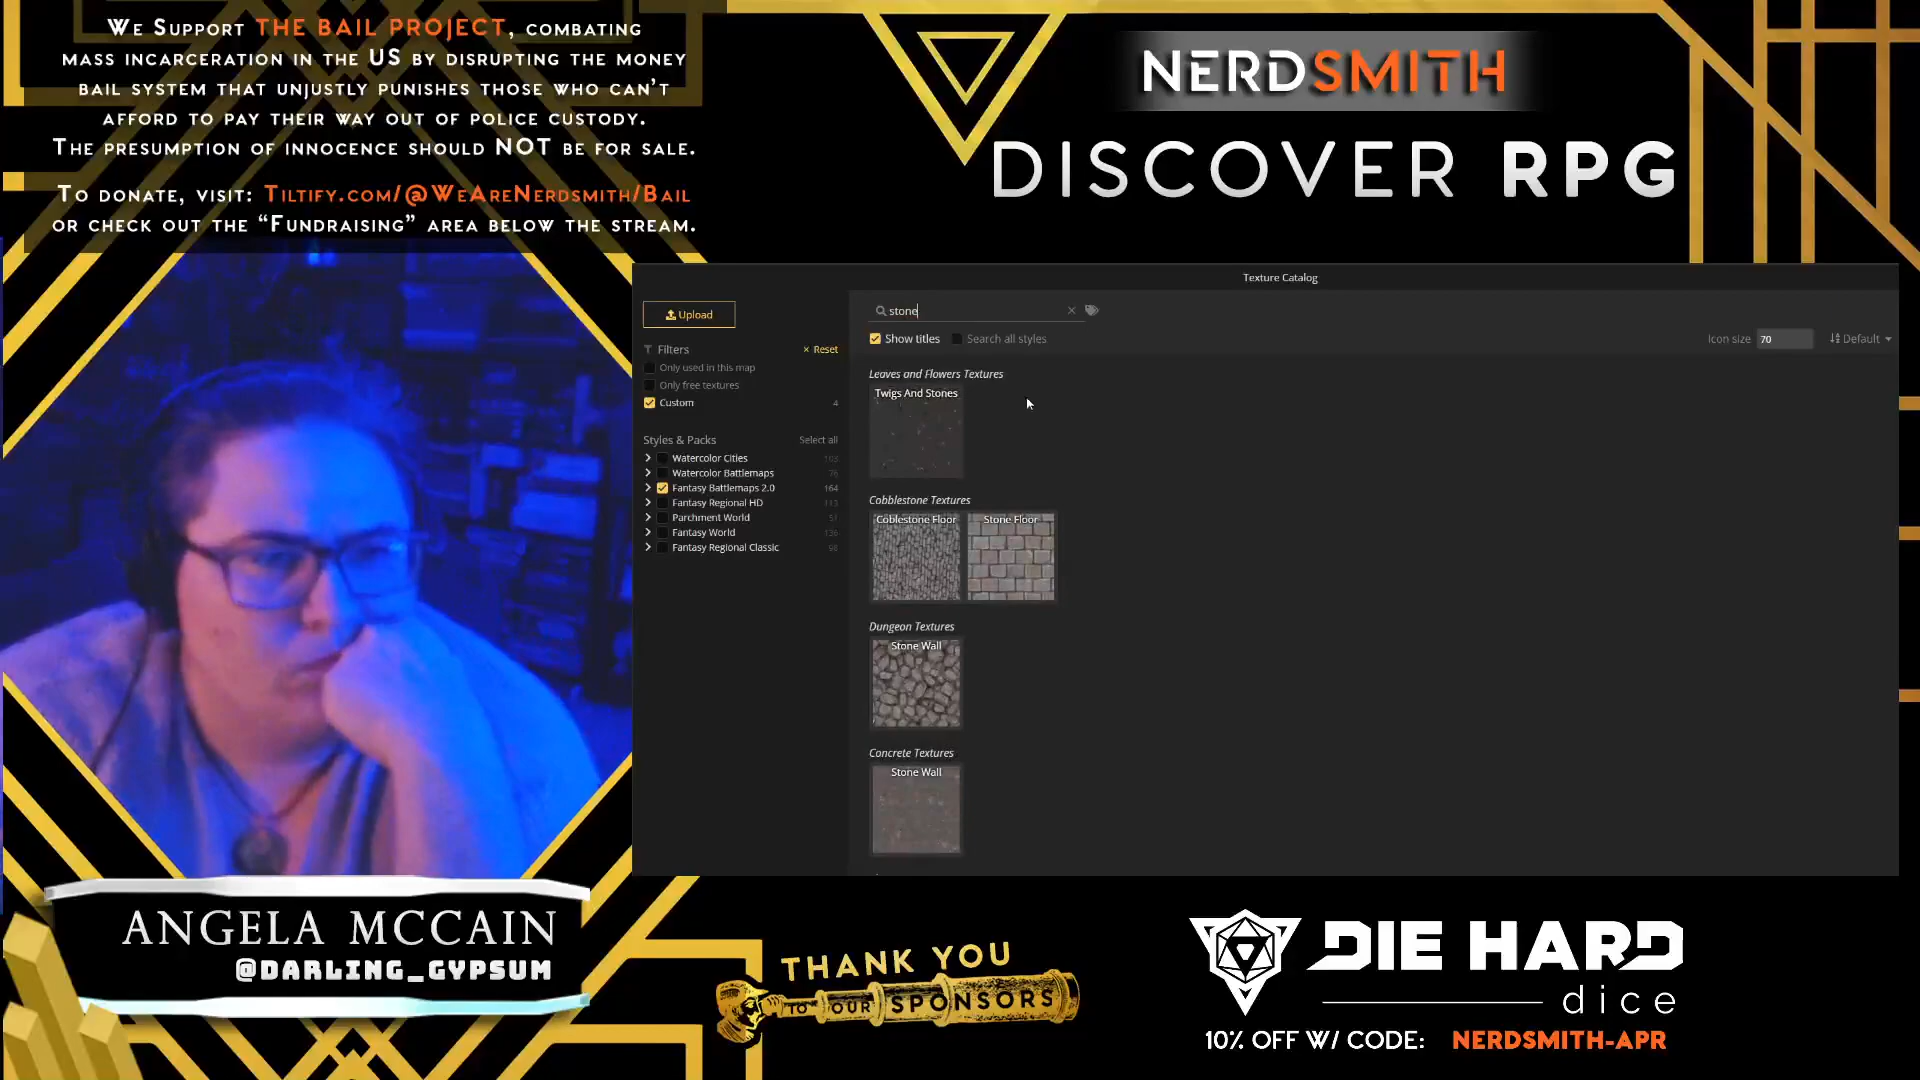 We Support THE BAIL PROJECT, combating
mass incarceration in the US by disrupting the money
bail system that unjustly punishes those who can't
afford to pay their way out of police custody.
The presumption of innocence should NOT be for sale.
To donate, visit: Tiltify.com/@WeAreNerdsmith/Bail
or check out the “Fundraising” area below the stream.
NERDSMITH
DISCOVER RPG
Texture Catalog
Upload
stone
Filters
× Reset
Show titles
Search all styles
Icon size
70
Default
Only used in this map
Only free textures
Custom
4
Styles & Packs
Select all
Watercolor Cities
103
Watercolor Battlemaps
76
Fantasy Battlemaps 2.0
164
Fantasy Regional HD
113
Parchment World
51
Fantasy World
136
Fantasy Regional Classic
98
Leaves and Flowers Textures
Twigs And Stones
Cobblestone Textures
Coblestone Floor
Stone Floor
Dungeon Textures
Stone Wall
Concrete Textures
Stone Wall
ANGELA MCCAIN
@DARLING_GYPSUM
THANK YOU
TO OUR SPONSORS
DIE HARD
dice
10% OFF W/ CODE: NERDSMITH-APR